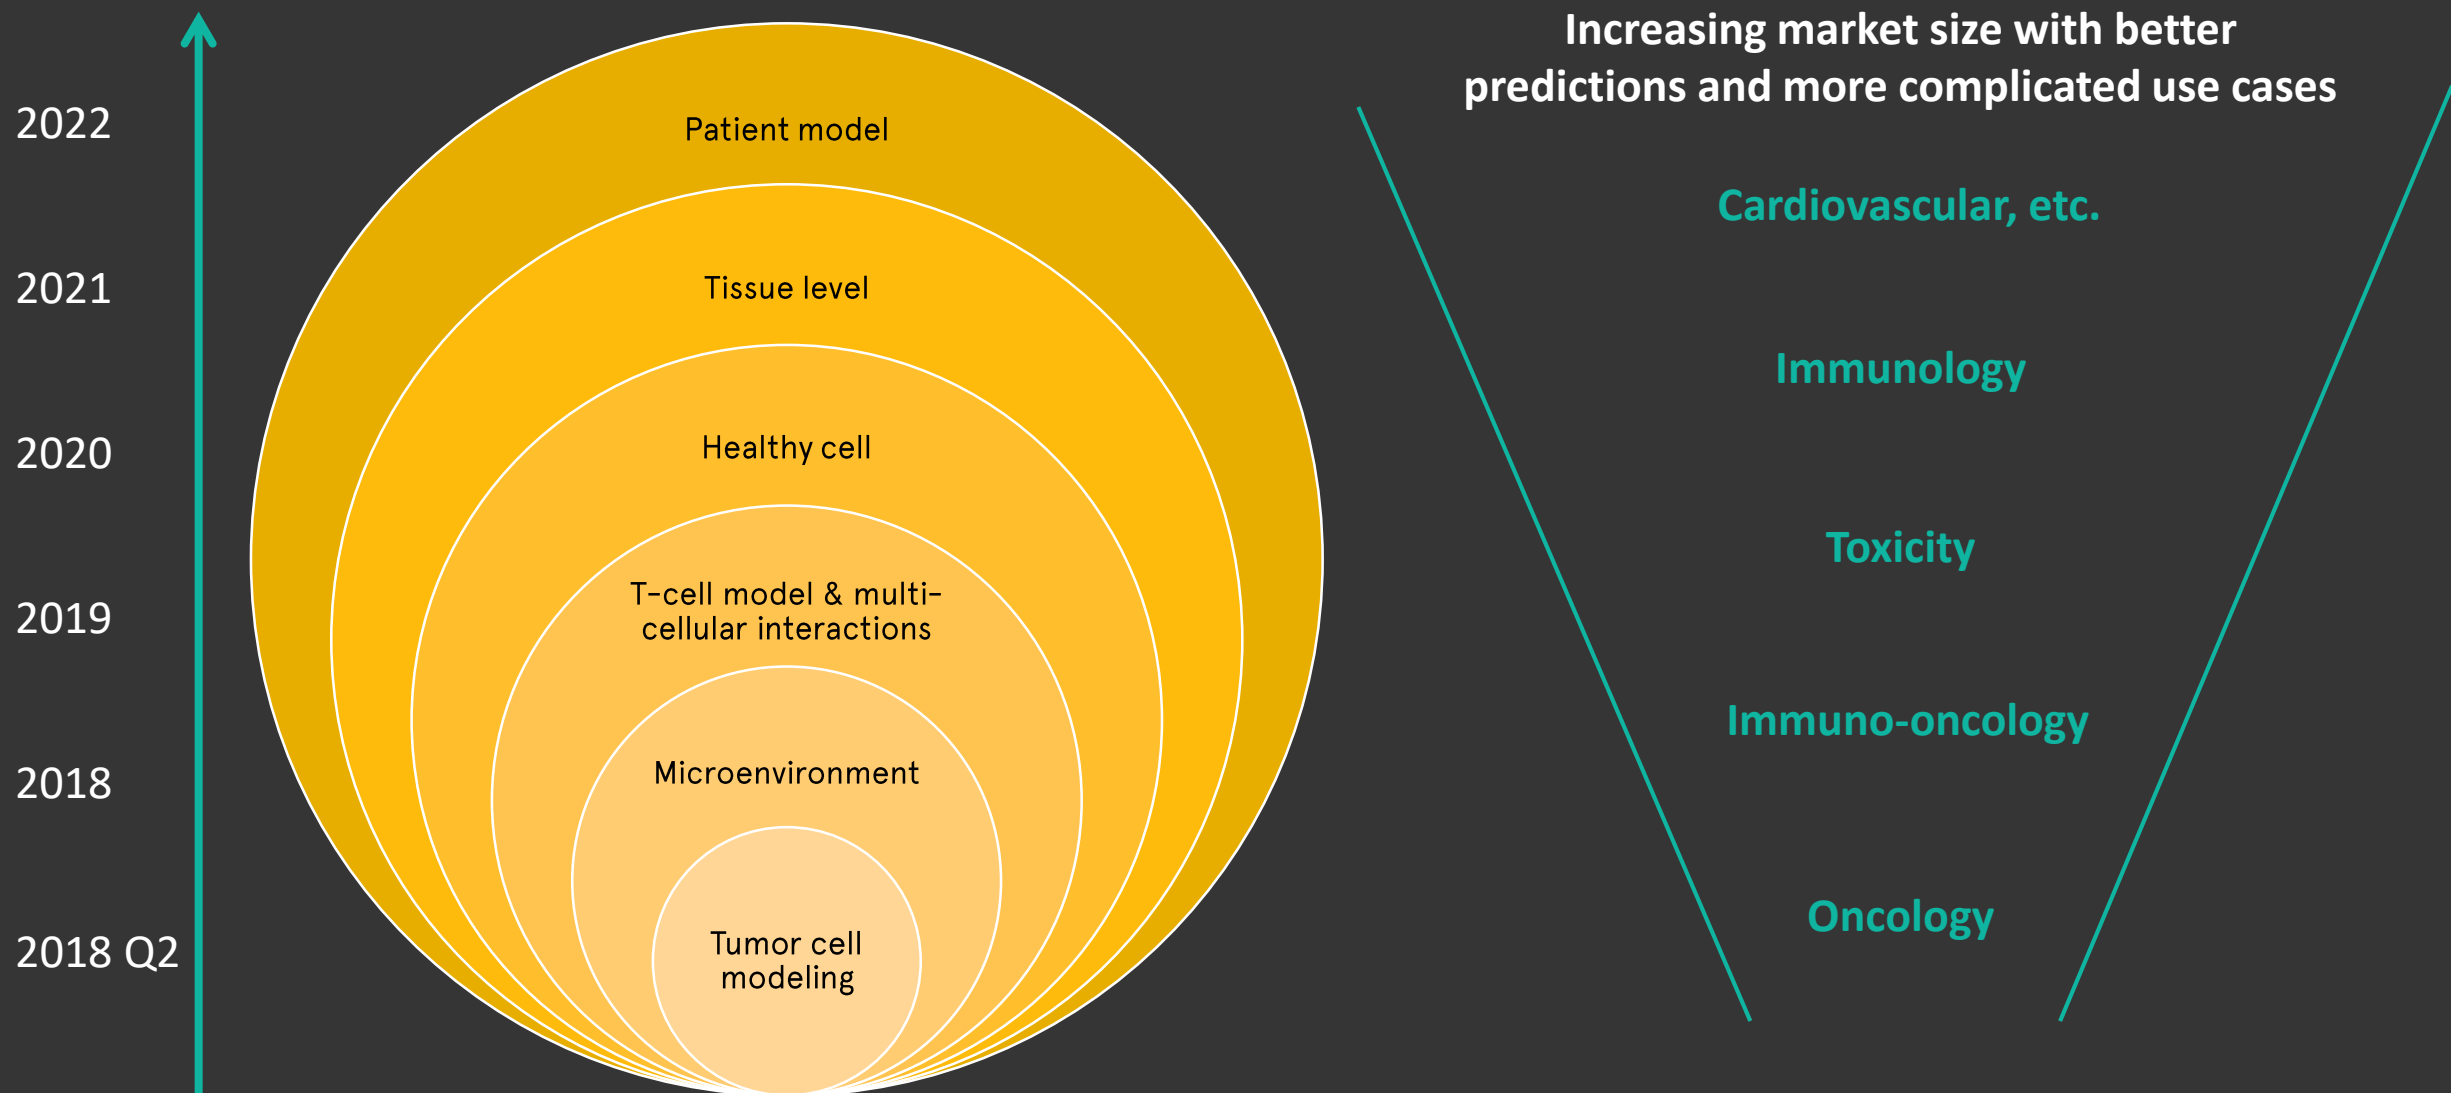 2022
2021
2020
2019
2018
2018 Q2
Patient model
Tissue level
Healthy cell
T-cell model & multi-
cellular interactions
Microenvironment
Tumor cell
modeling
Increasing market size with better
predictions and more complicated use cases
Cardiovascular, etc.
Immunology
Toxicity
Immuno-oncology
Oncology